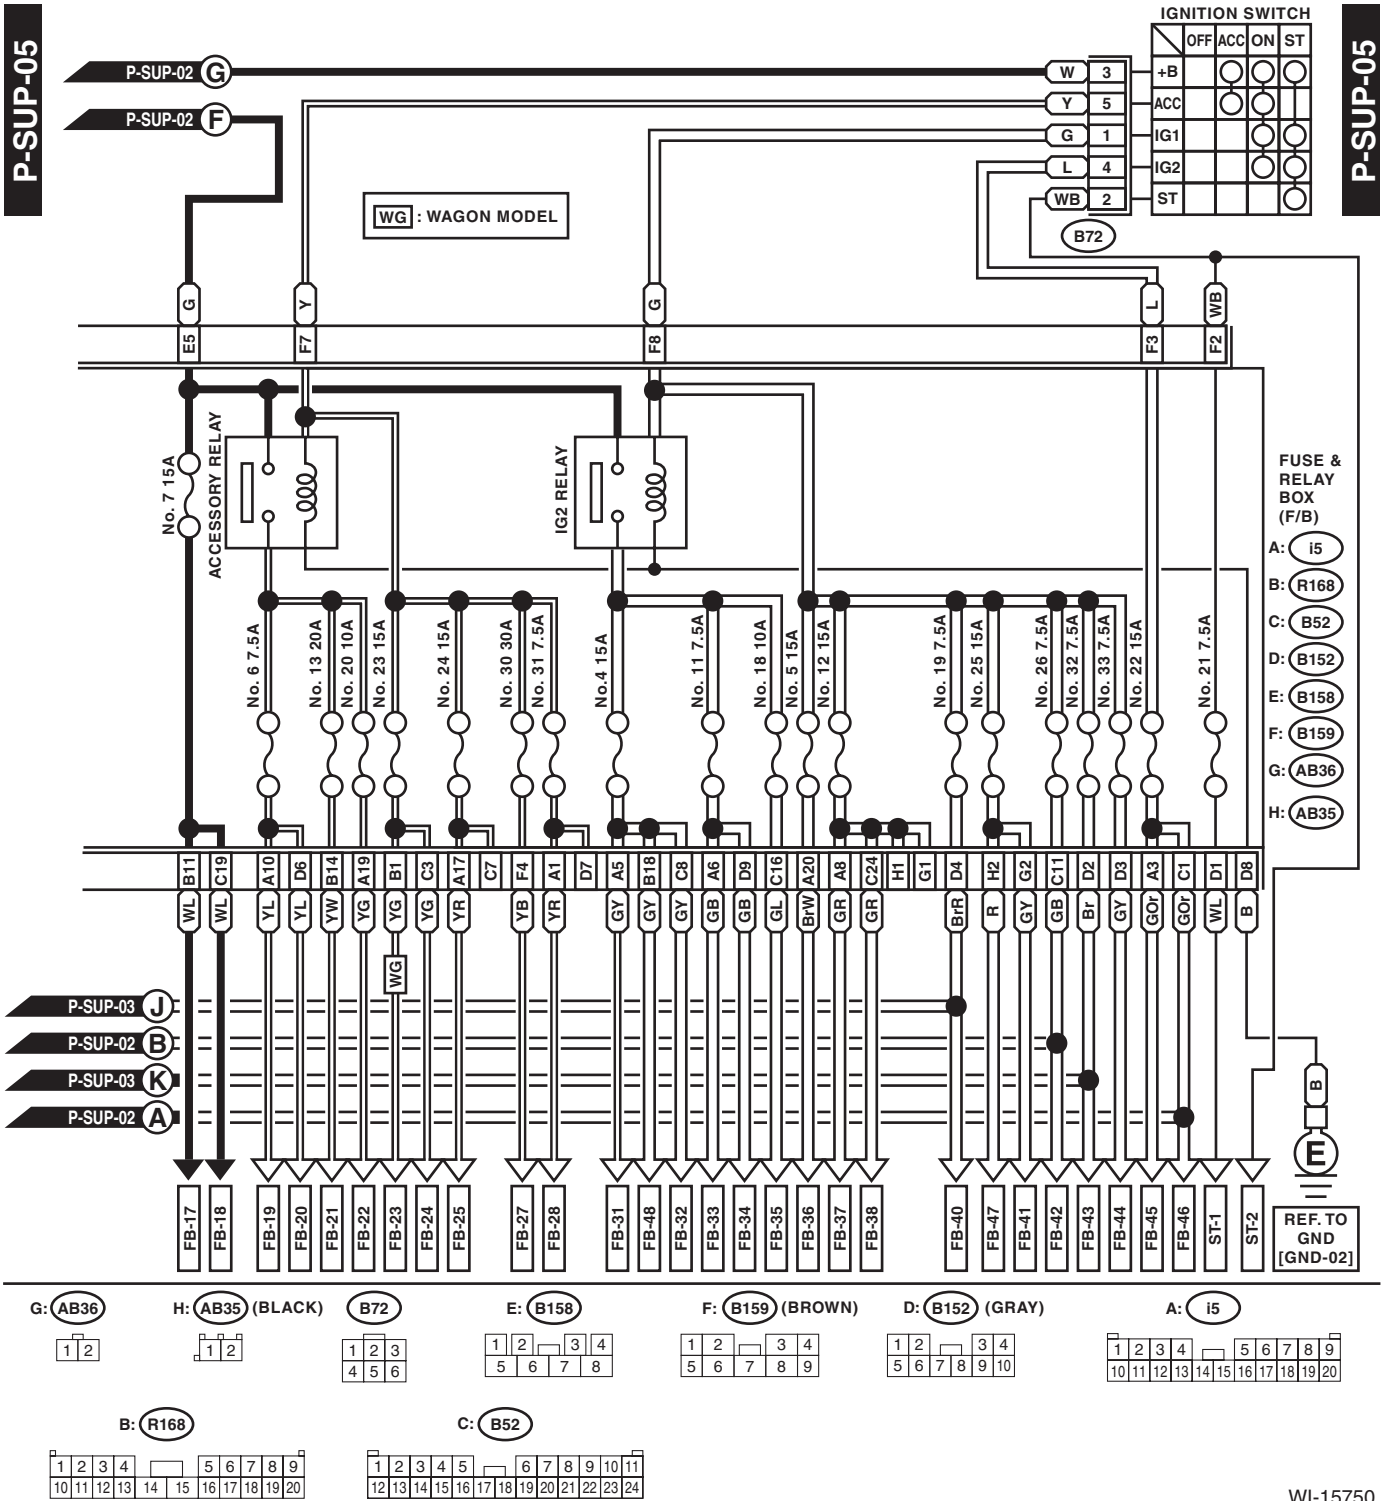 P-SUP-05
P-SUP-05
IGNITION SWITCH
OFF ACC ON ST
+B
ACC
IG1
IG2
ST
P-SUP-02 G
P-SUP-02 F
W 3
Y 5
G 1
L 4
WB 2
B72
WG : WAGON MODEL
G Y G L WB
E5 F7 F8 F3 F2
ACCESSORY RELAY
IG2 RELAY
No. 7 15A
FUSE &
RELAY
BOX
(F/B)
A: i5
B: R168
C: B52
D: B152
E: B158
F: B159
G: AB36
H: AB35
No. 6 7.5A
No. 13 20A
No. 20 10A
No. 23 15A
No. 24 15A
No. 30 30A
No. 31 7.5A
No.4 15A
No. 11 7.5A
No. 18 10A
No. 5 15A
No. 12 15A
No. 19 7.5A
No. 25 15A
No. 26 7.5A
No. 32 7.5A
No. 33 7.5A
No. 22 15A
No. 21 7.5A
B11 C19 A10 D6 B14 A19 B1 C3 A17 C7 F4 A1 D7 A5 B18 C8 A6 D9 C16 A20 A8 C24 H1 G1 D4 H2 G2 C11 D2 D3 A3 C1 D1 D8
WL WL YL YL YW YG YG YG YR YB YR GY GY GY GB GB GL BrW GR GR BrR R GY GB Br GY GOr GOr WL B
WG
P-SUP-03 J
P-SUP-02 B
P-SUP-03 K
P-SUP-02 A
B
E
FB-17 FB-18 FB-19 FB-20 FB-21 FB-22 FB-23 FB-24 FB-25 FB-27 FB-28 FB-31 FB-48 FB-32 FB-33 FB-34 FB-35 FB-36 FB-37 FB-38 FB-40 FB-47 FB-41 FB-42 FB-43 FB-44 FB-45 FB-46 ST-1 ST-2
REF. TO
GND
[GND-02]
G: AB36
1 2
H: AB35 (BLACK)
1 2
B72
1 2 3
4 5 6
E: B158
1 2 3 4
5 6 7 8
F: B159 (BROWN)
1 2 3 4
5 6 7 8 9
D: B152 (GRAY)
1 2 3 4
5 6 7 8 9 10
A: i5
1 2 3 4 5 6 7 8 9
10 11 12 13 14 15 16 17 18 19 20
B: R168
1 2 3 4 5 6 7 8 9
10 11 12 13 14 15 16 17 18 19 20
C: B52
1 2 3 4 5 6 7 8 9 10 11
12 13 14 15 16 17 18 19 20 21 22 23 24
WI-15750